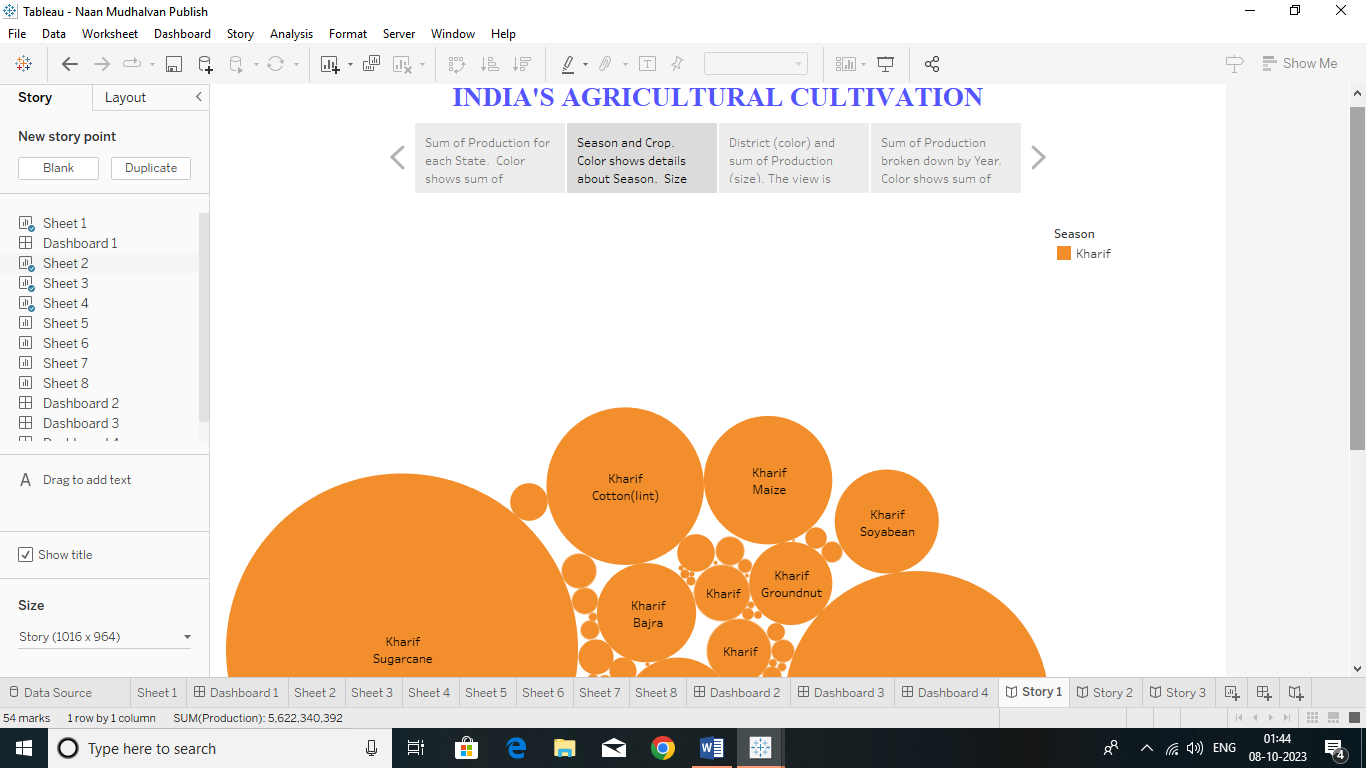 Tableau - Naan Mudhalvan Publish
File Data Worksheet Dashboard Story Analysis Format Server Window Help
Show Me
Story Layout
New story point
Blank Duplicate
Sheet 1
Dashboard 1
Sheet 2
Sheet 3
Sheet 4
Sheet 5
Sheet 6
Sheet 7
Sheet 8
Dashboard 2
Dashboard 3
Drag to add text
Show title
Size
Story (1016 x 964)
INDIA'S AGRICULTURAL CULTIVATION
Sum of Production for
each State. Color
shows sum of
Season and Crop.
Color shows details
about Season. Size
District (color) and
sum of Production
(size). The view is
Sum of Production
broken down by Year.
Color shows sum of
Season
Kharif
Kharif
Cotton(lint)
Kharif
Maize
Kharif
Soyabean
Kharif
Groundnut
Kharif
Kharif
Bajra
Kharif
Kharif
Sugarcane
Data Source Sheet 1 Dashboard 1 Sheet 2 Sheet 3 Sheet 4 Sheet 5 Sheet 6 Sheet 7 Sheet 8 Dashboard 2 Dashboard 3 Dashboard 4 Story 1 Story 2 Story 3
54 marks 1 row by 1 column SUM(Production): 5,622,340,392
Type here to search
ENG
01:44
08-10-2023
4